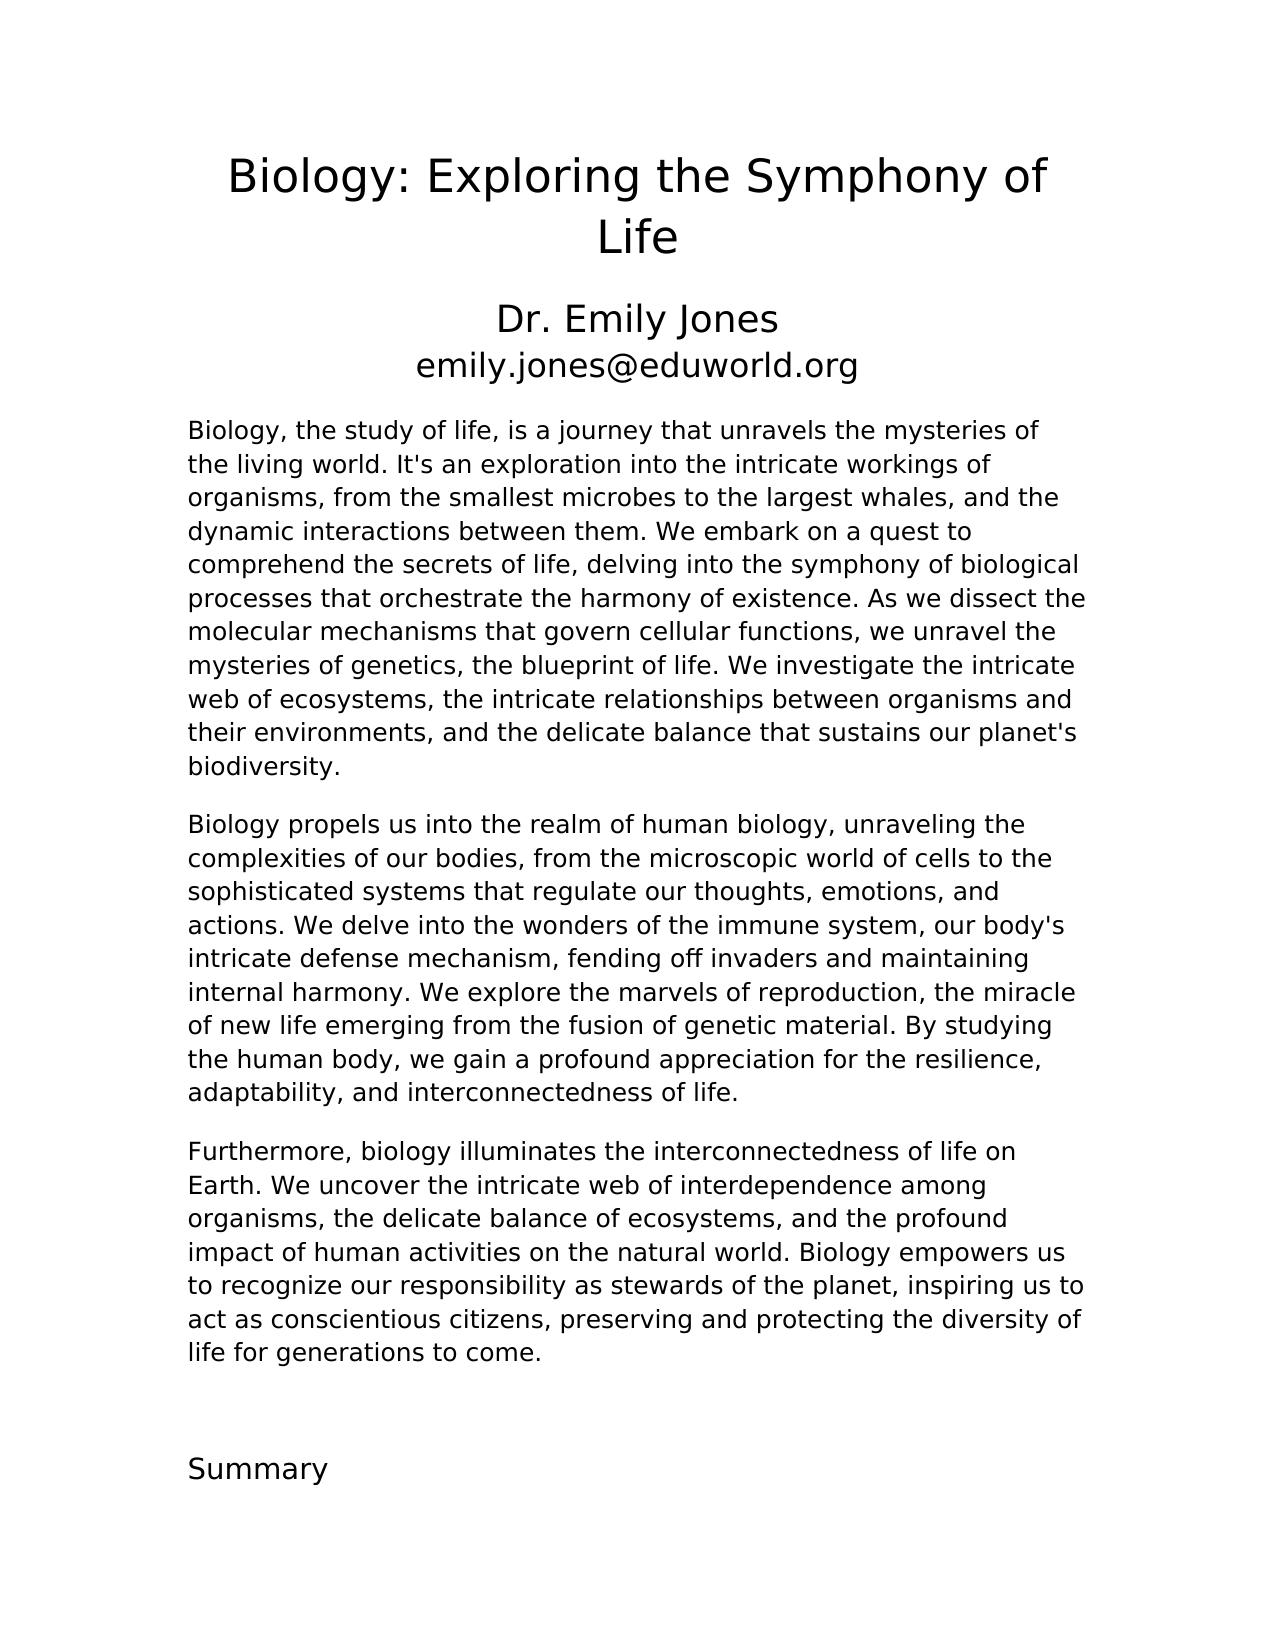 Biology: Exploring the Symphony of
Life
Dr. Emily Jones
emily.jones@eduworld.org
Biology, the study of life, is a journey that unravels the mysteries of
the living world. It's an exploration into the intricate workings of
organisms, from the smallest microbes to the largest whales, and the
dynamic interactions between them. We embark on a quest to
comprehend the secrets of life, delving into the symphony of biological
processes that orchestrate the harmony of existence. As we dissect the
molecular mechanisms that govern cellular functions, we unravel the
mysteries of genetics, the blueprint of life. We investigate the intricate
web of ecosystems, the intricate relationships between organisms and
their environments, and the delicate balance that sustains our planet's
biodiversity.
Biology propels us into the realm of human biology, unraveling the
complexities of our bodies, from the microscopic world of cells to the
sophisticated systems that regulate our thoughts, emotions, and
actions. We delve into the wonders of the immune system, our body's
intricate defense mechanism, fending off invaders and maintaining
internal harmony. We explore the marvels of reproduction, the miracle
of new life emerging from the fusion of genetic material. By studying
the human body, we gain a profound appreciation for the resilience,
adaptability, and interconnectedness of life.
Furthermore, biology illuminates the interconnectedness of life on
Earth. We uncover the intricate web of interdependence among
organisms, the delicate balance of ecosystems, and the profound
impact of human activities on the natural world. Biology empowers us
to recognize our responsibility as stewards of the planet, inspiring us to
act as conscientious citizens, preserving and protecting the diversity of
life for generations to come.
Summary